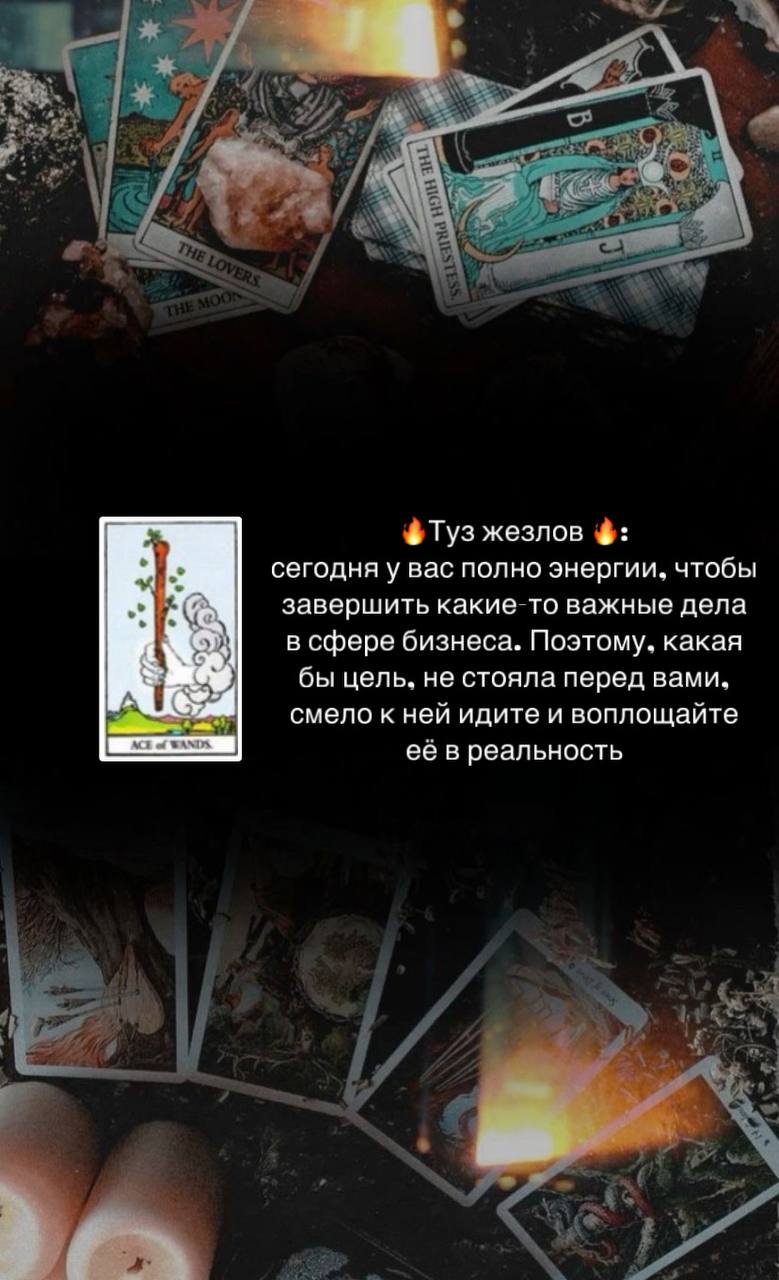 THE LOVERS.
THE MOON
THE HIGH PRIESTESS.
B
J
🔥Туз жезлов 🔥:
сегодня у вас полно энергии, чтобы
завершить какие-то важные дела
в сфере бизнеса. Поэтому, какая
бы цель, не стояла перед вами,
смело к ней идите и воплощайте
её в реальность
ACE of WANDS.